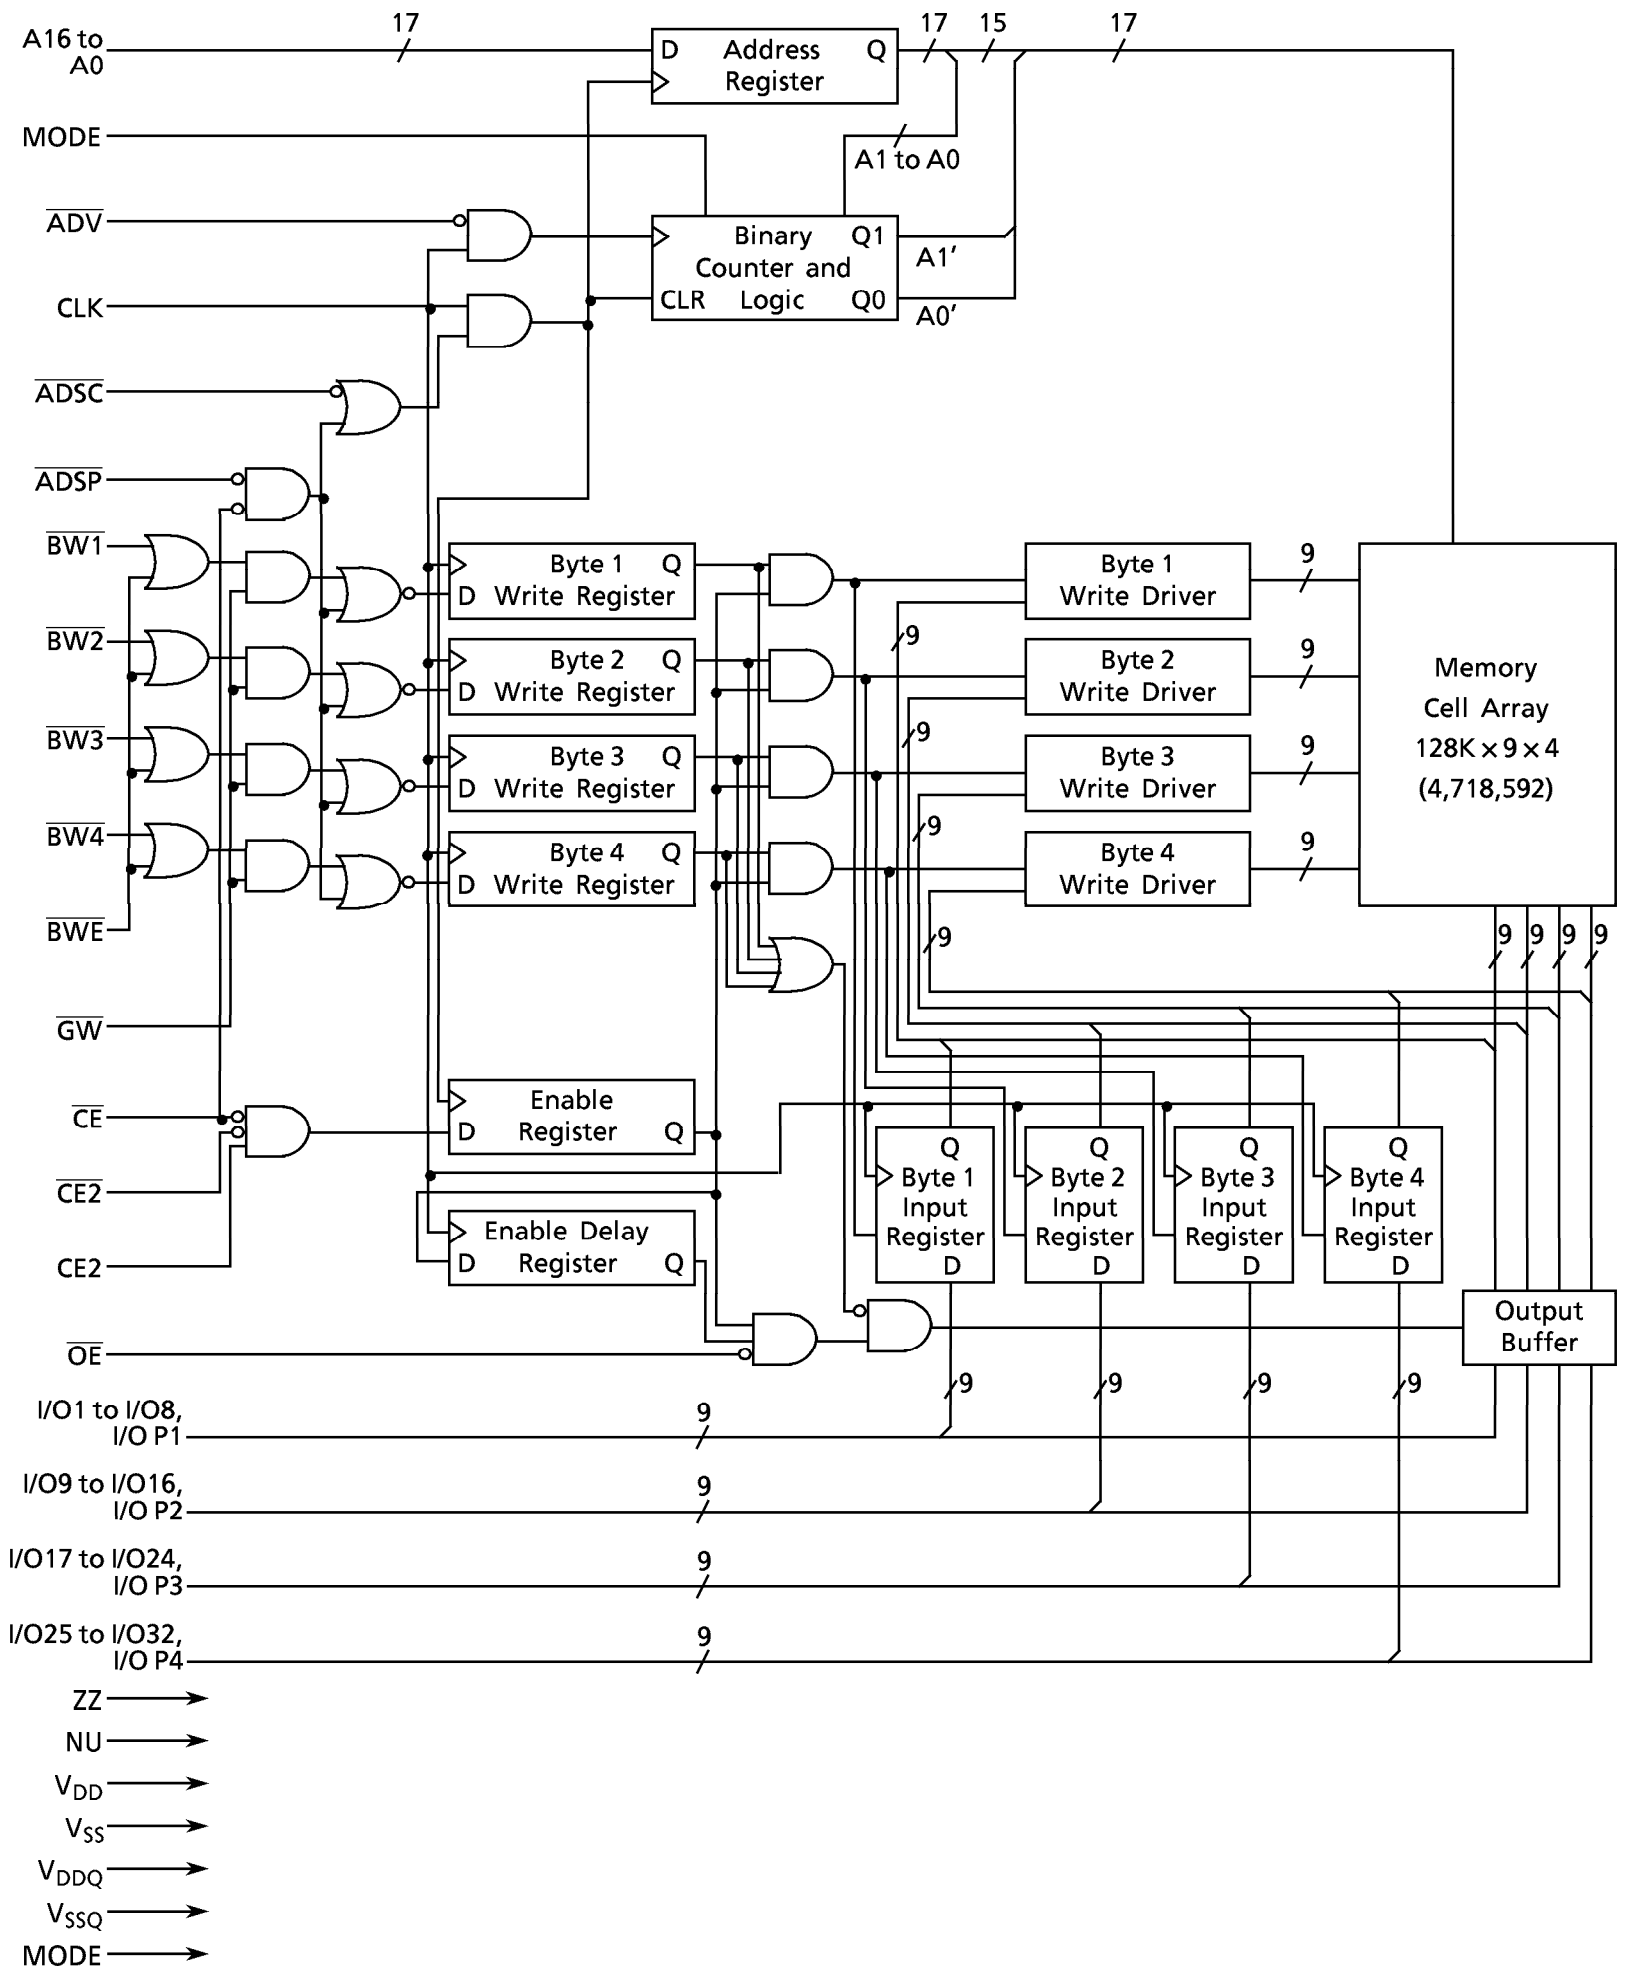 17 17 15 17
A16 to
A0
D Address Q
Register
MODE
A1 to A0
ADV
Binary Q1
Counter and
CLR Logic Q0
A1′
A0′
CLK
ADSC
ADSP
BW1
Byte 1 Q
D Write Register
Byte 1
Write Driver
9
9
BW2
Byte 2 Q
D Write Register
Byte 2
Write Driver
9
9
BW3
Byte 3 Q
D Write Register
Byte 3
Write Driver
9
9
BW4
Byte 4 Q
D Write Register
Byte 4
Write Driver
9
9
Memory
Cell Array
128K × 9 × 4
(4,718,592)
BWE
9 9 9 9
GW
CE
Enable
D Register Q
CE2
Enable Delay
D Register Q
CE2
Q
Byte 1
Input
Register
D
Q
Byte 2
Input
Register
D
Q
Byte 3
Input
Register
D
Q
Byte 4
Input
Register
D
Output
Buffer
OE
9 9 9 9
I/O1 to I/O8,
I/O P1
9
I/O9 to I/O16,
I/O P2
9
I/O17 to I/O24,
I/O P3
9
I/O25 to I/O32,
I/O P4
9
ZZ
NU
VDD
VSS
VDDQ
VSSQ
MODE